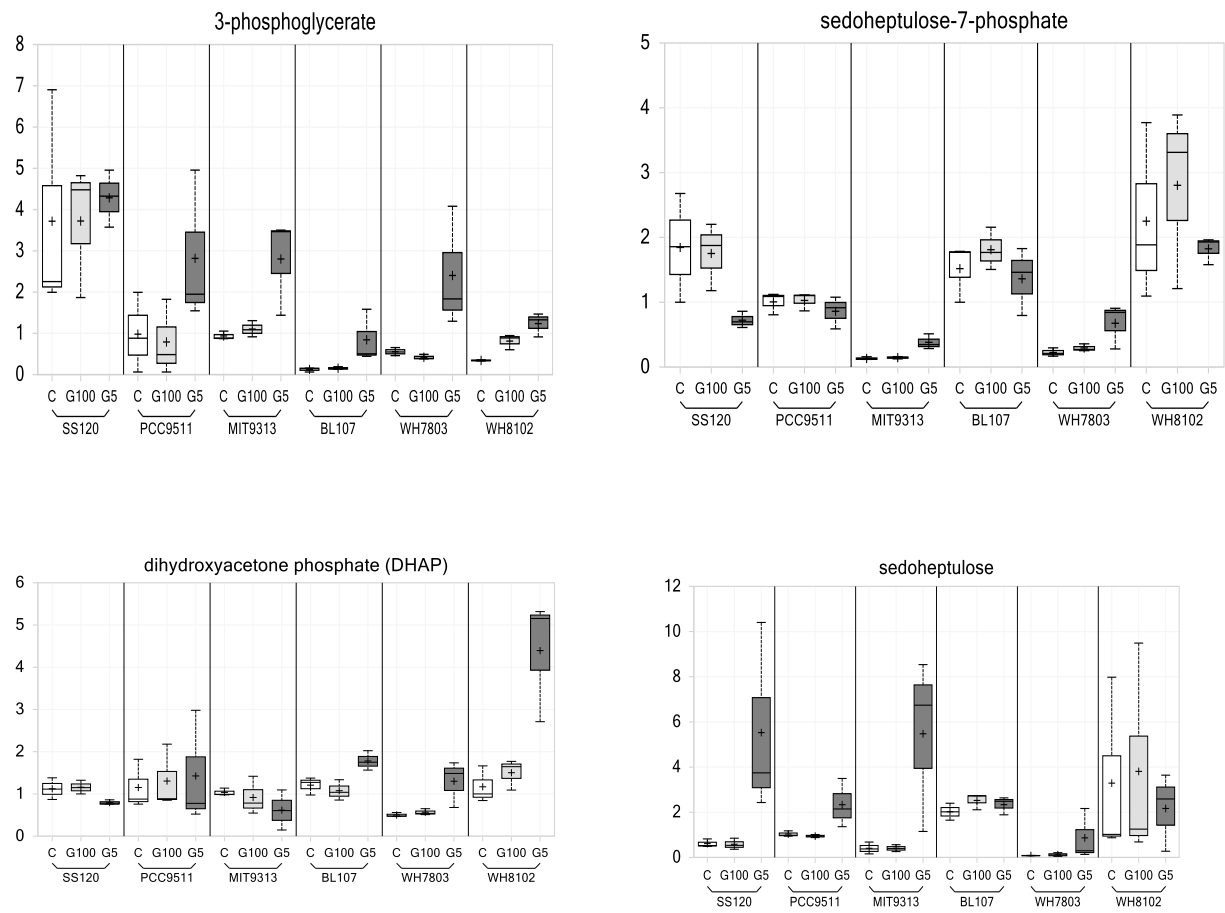 3-phosphoglycerate
8
7
6
5
4
3
2
1
0
C G100 G5 C G100 G5 C G100 G5 C G100 G5 C G100 G5 C G100 G5
SS120 PCC9511 MIT9313 BL107 WH7803 WH8102
sedoheptulose-7-phosphate
5
4
3
2
1
0
C G100 G5 C G100 G5 C G100 G5 C G100 G5 C G100 G5 C G100 G5
SS120 PCC9511 MIT9313 BL107 WH7803 WH8102
dihydroxyacetone phosphate (DHAP)
6
5
4
3
2
1
0
C G100 G5 C G100 G5 C G100 G5 C G100 G5 C G100 G5 C G100 G5
SS120 PCC9511 MIT9313 BL107 WH7803 WH8102
sedoheptulose
12
10
8
6
4
2
0
C G100 G5 C G100 G5 C G100 G5 C G100 G5 C G100 G5 C G100 G5
SS120 PCC9511 MIT9313 BL107 WH7803 WH8102